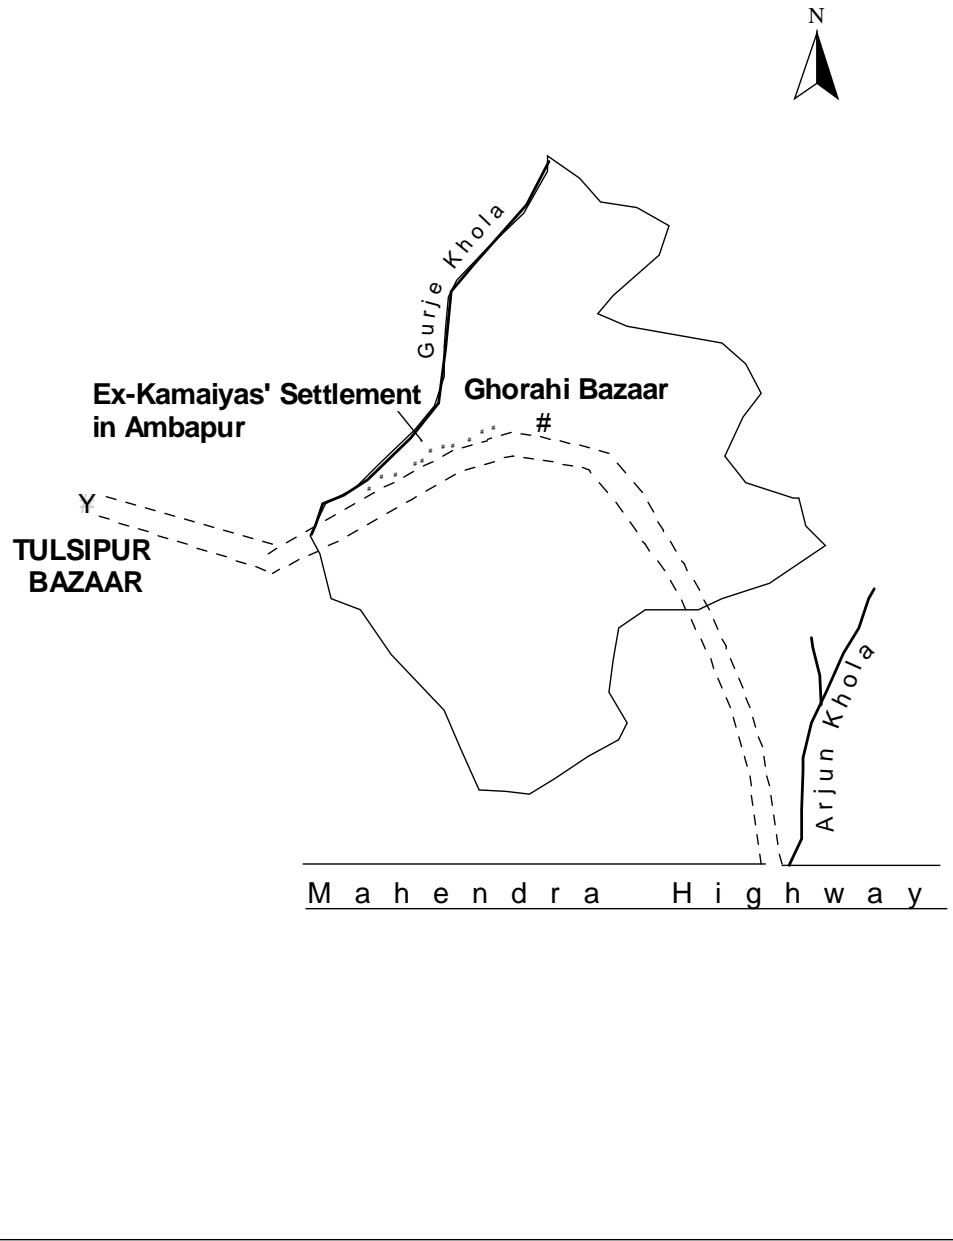 N
Gurje Khola
Ex-Kamaiyas' Settlement
in Ambapur
Ghorahi Bazaar
#
Y
TULSIPUR
BAZAAR
Arjun Khola
Mahendra Highway